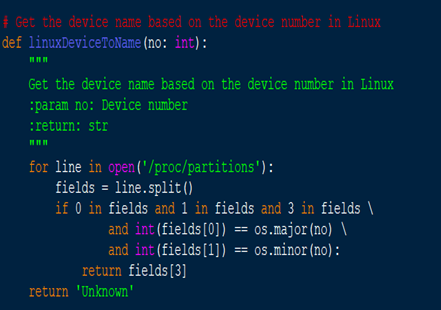 # Get the device name based on the device number in Linux
def linuxDeviceToName(no: int):
    """
    Get the device name based on the device number in Linux
    :param no: Device number
    :return: str
    """
    for line in open('/proc/partitions'):
        fields = line.split()
        if 0 in fields and 1 in fields and 3 in fields \
                and int(fields[0]) == os.major(no) \
                and int(fields[1]) == os.minor(no):
            return fields[3]
    return 'Unknown'